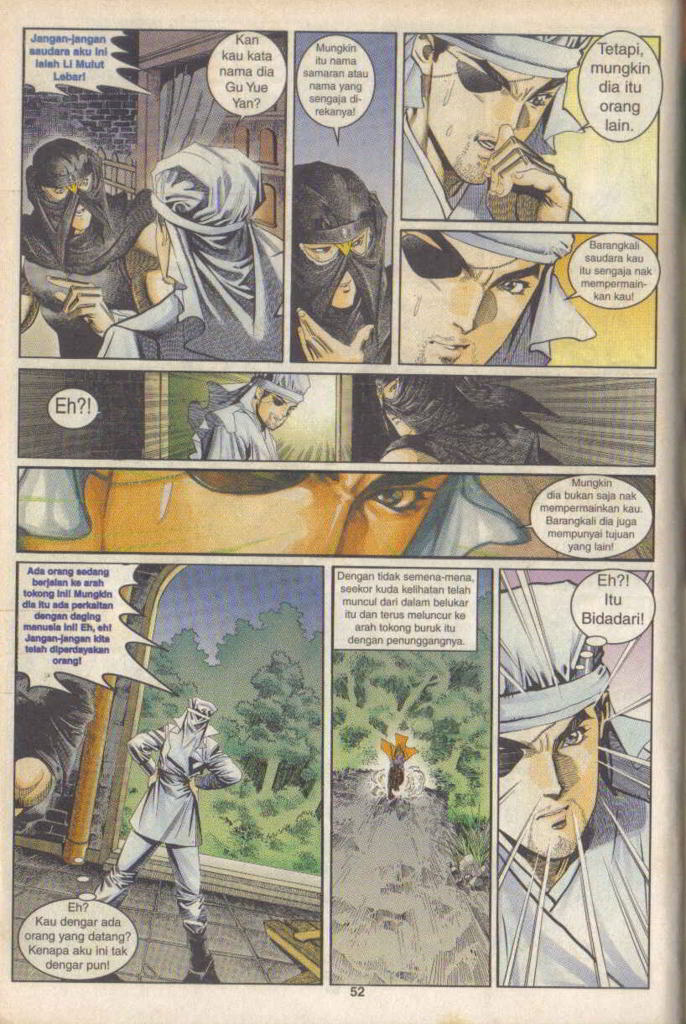 Jangan-jangan
saudara aku ini
ialah Li Mulut
Lebar!
Kan
kau kata
nama dia
Gu Yue
Yan?
Mungkin
itu nama
samaran atau
nama yang
sengaja di-
rekanya!
Tetapi,
mungkin
dia itu
orang
lain.
Barangkali
saudara kau
itu sengaja nak
mempermain-
kan kau!
Eh?!
Mungkin
dia bukan saja nak
mempermainkan kau.
Barangkali dia juga
mempunyai tujuan
yang lain!
Ada orang sedang
berjalan ke arah
tokong ini! Mungkin
dia itu ada perkaitan
dengan daging
manusia ini! Eh, eh!
Jangan-jangan kita
telah diperdayakan
orang!
Eh?
Kau dengar ada
orang yang datang?
Kenapa aku ini tak
dengar pun!
Dengan tidak semena-mena,
seekor kuda kelihatan telah
muncul dari dalam belukar
itu dan terus meluncur ke
arah tokong buruk itu
dengan penunggangnya.
Eh?!
Itu
Bidadari!
52